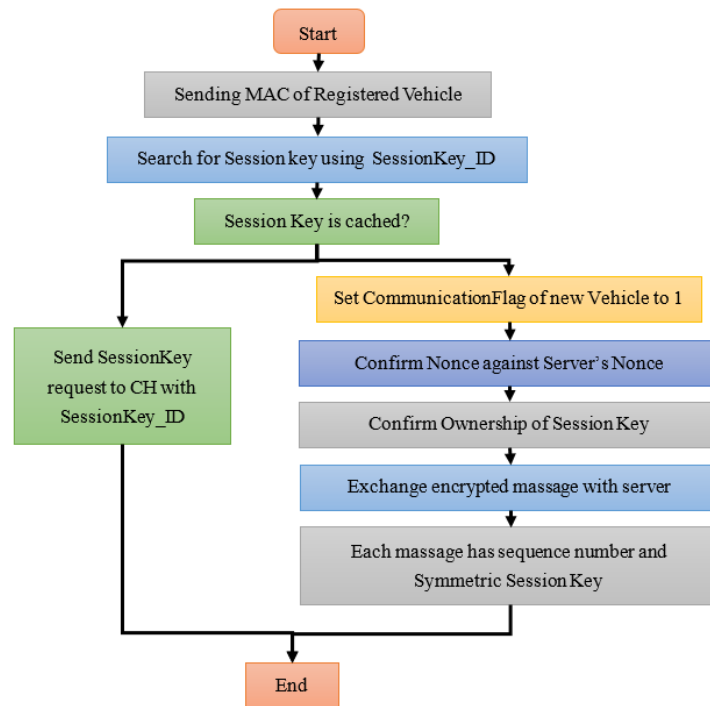 Start
Sending MAC of Registered Vehicle
Search for Session key using SessionKey_ID
Session Key is cached?
Set CommunicationFlag of new Vehicle to 1
Send SessionKey
request to CH with
SessionKey_ID
Confirm Nonce against Server’s Nonce
Confirm Ownership of Session Key
Exchange encrypted massage with server
Each massage has sequence number and
Symmetric Session Key
End